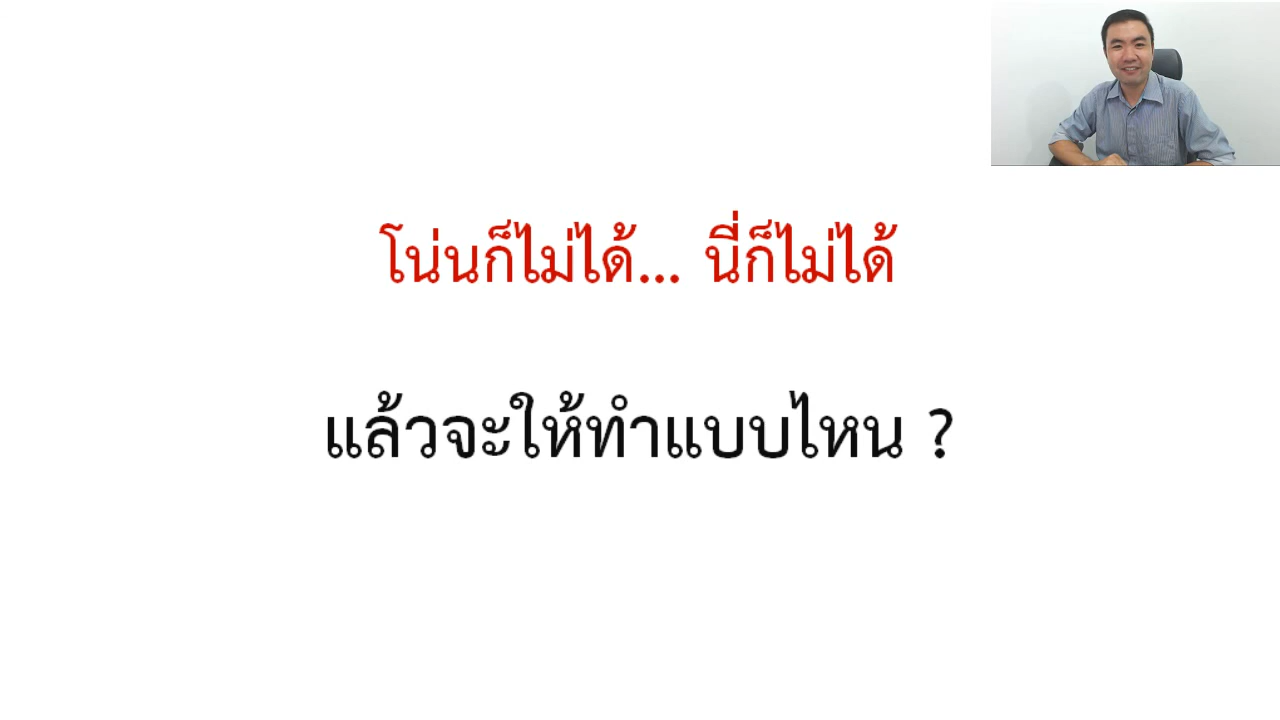 โน่นก็ไม่ได้... นี่ก็ไม่ได้
แล้วจะให้ทำแบบไหน ?